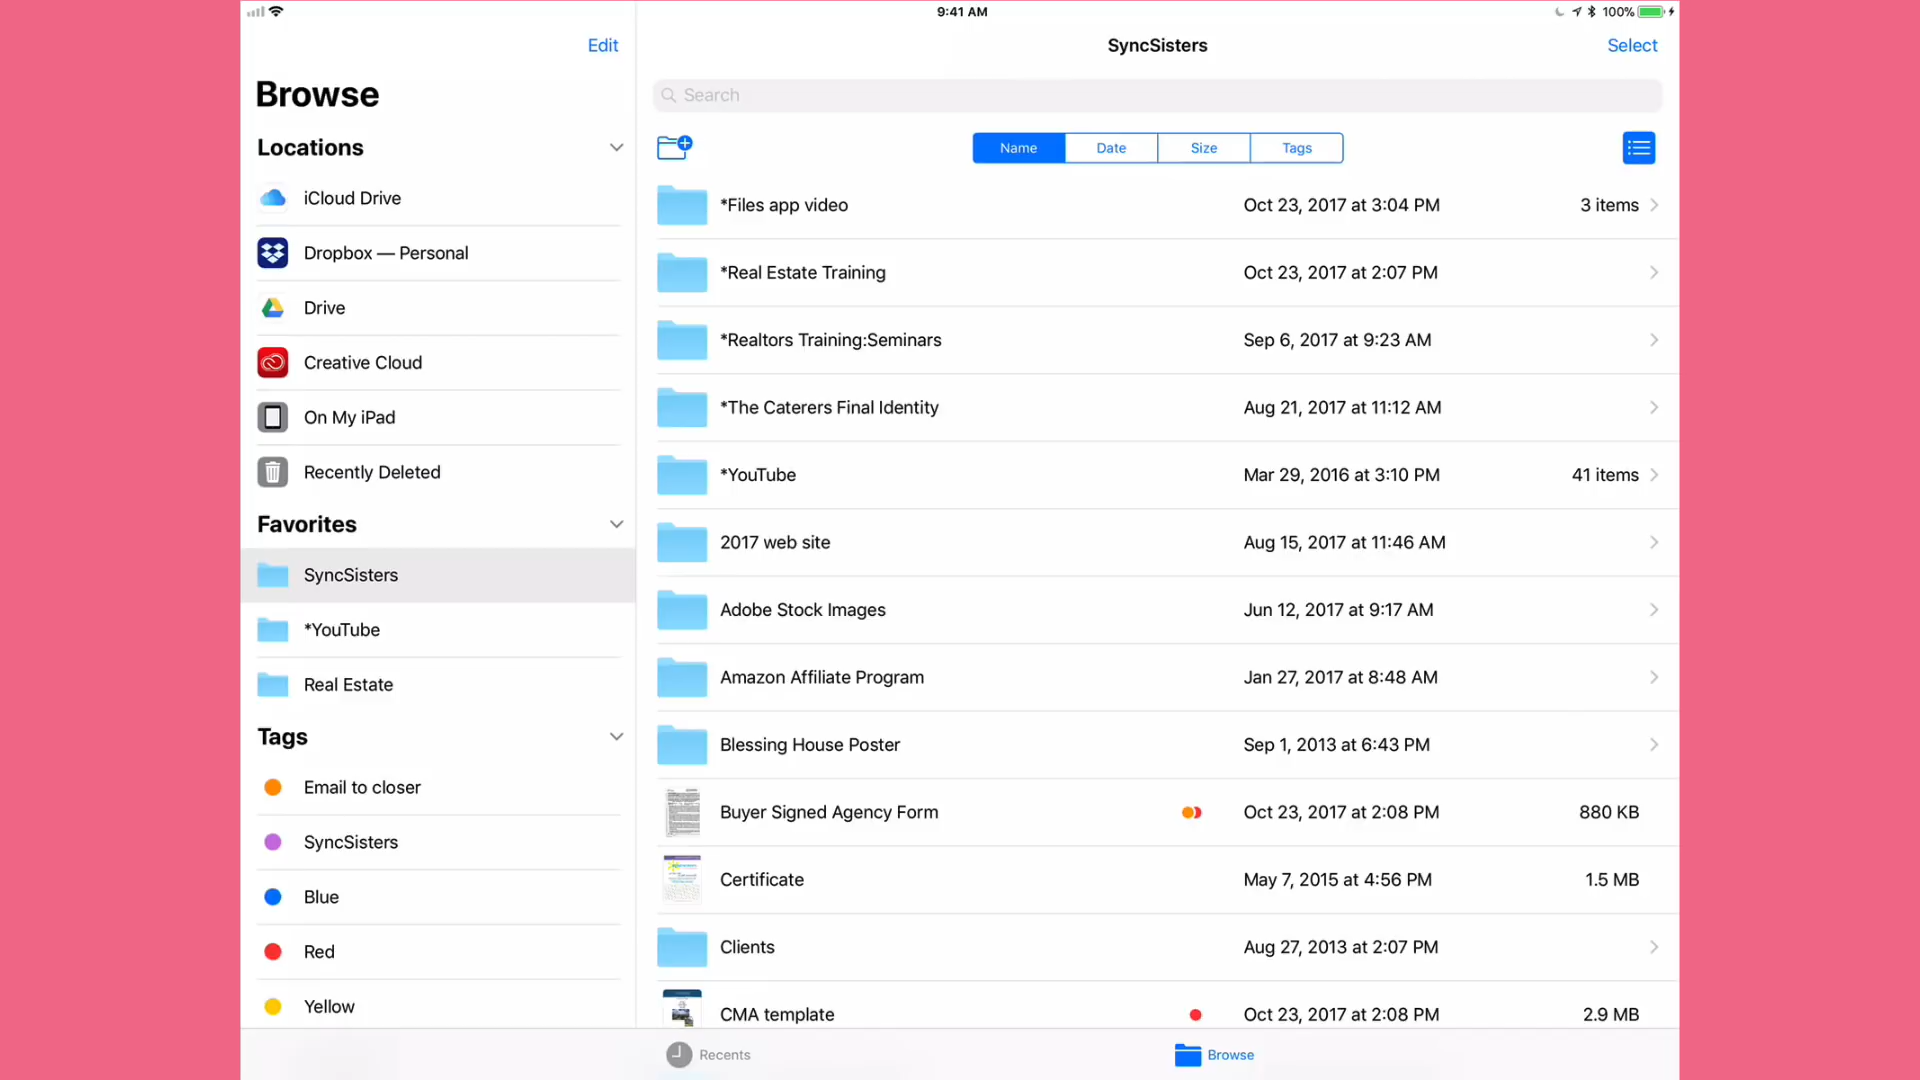 9:41 AM
100%
Edit
Browse
Locations
iCloud Drive
Dropbox — Personal
Drive
Creative Cloud
On My iPad
Recently Deleted
Favorites
SyncSisters
*YouTube
Real Estate
Tags
Email to closer
SyncSisters
Blue
Red
Yellow
SyncSisters
Select
Search
Name Date Size Tags
*Files app video Oct 23, 2017 at 3:04 PM 3 items
*Real Estate Training Oct 23, 2017 at 2:07 PM
*Realtors Training:Seminars Sep 6, 2017 at 9:23 AM
*The Caterers Final Identity Aug 21, 2017 at 11:12 AM
*YouTube Mar 29, 2016 at 3:10 PM 41 items
2017 web site Aug 15, 2017 at 11:46 AM
Adobe Stock Images Jun 12, 2017 at 9:17 AM
Amazon Affiliate Program Jan 27, 2017 at 8:48 AM
Blessing House Poster Sep 1, 2013 at 6:43 PM
Buyer Signed Agency Form Oct 23, 2017 at 2:08 PM 880 KB
Certificate May 7, 2015 at 4:56 PM 1.5 MB
Clients Aug 27, 2013 at 2:07 PM
CMA template Oct 23, 2017 at 2:08 PM 2.9 MB
Recents
Browse